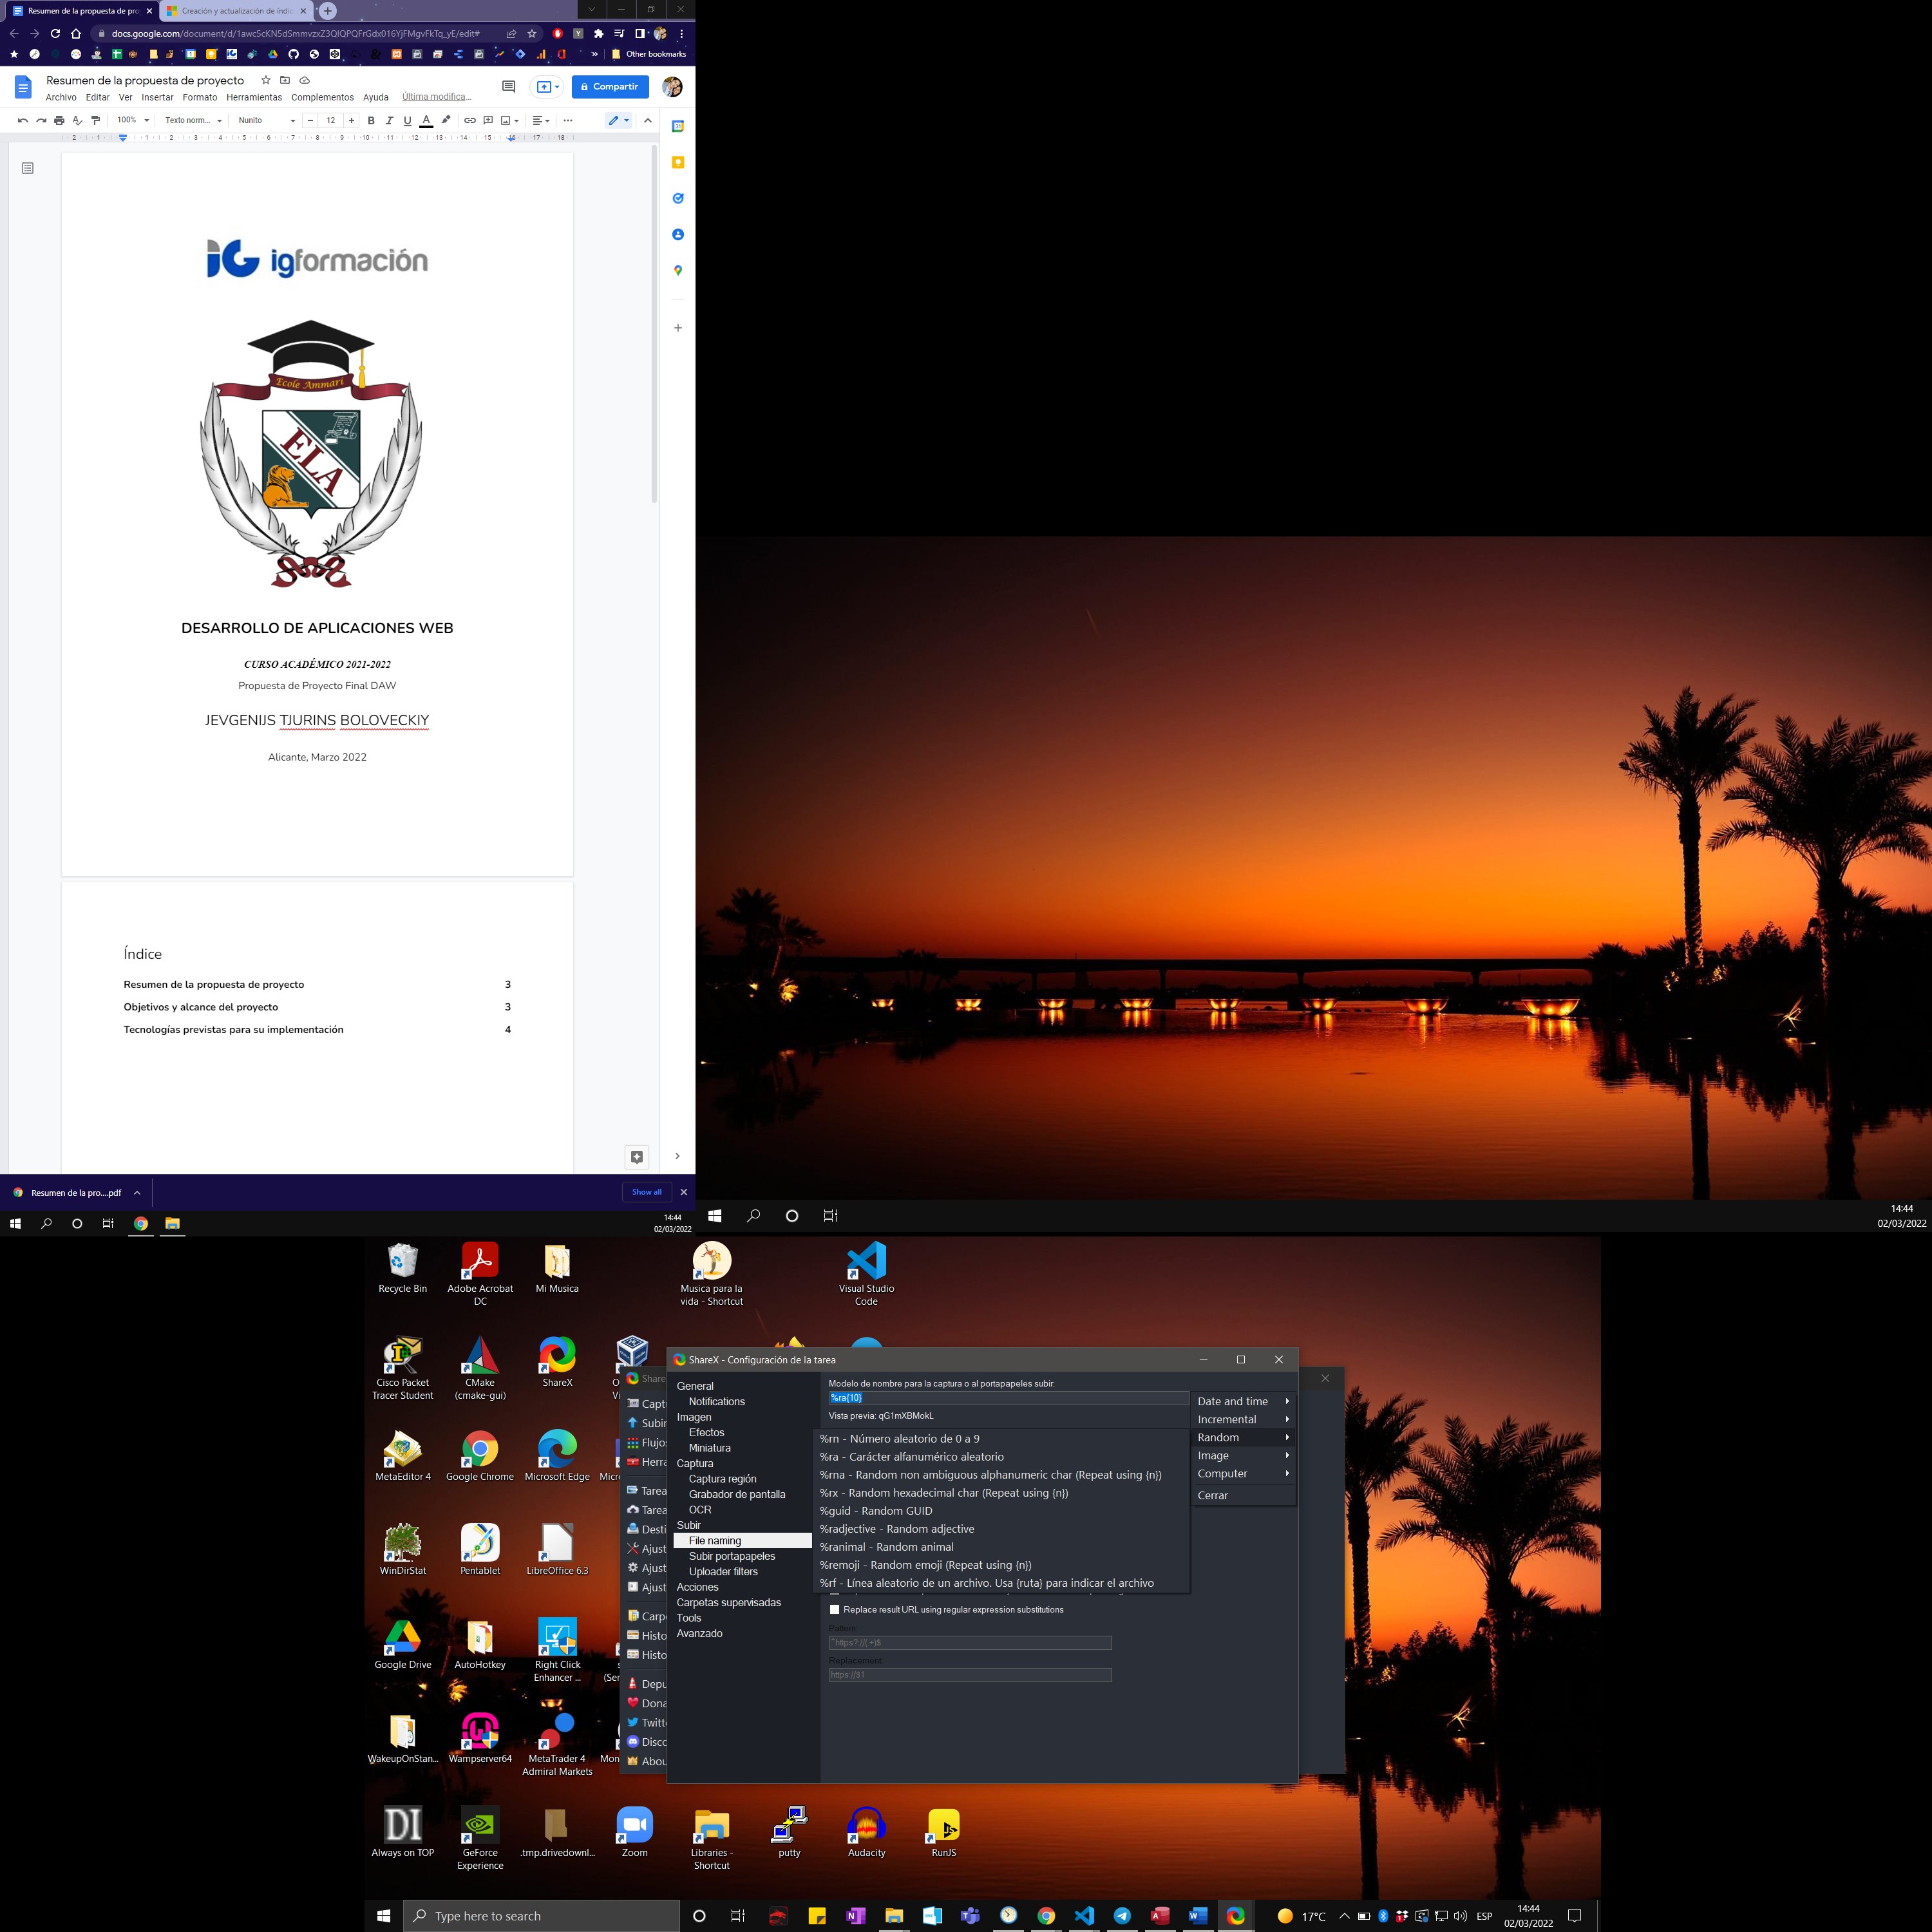 Resumen de la propuesta de pro
Creación y actualización de índic
docs.google.com/document/d/1awc5cKN5dSmmvzxZ3QlQPQFrGdx016YjFMgvFkTq_yE/edit#
Other bookmarks
Resumen de la propuesta de proyecto
Archivo Editar Ver Insertar Formato Herramientas Complementos Ayuda Última modifica...
Compartir
100% Texto norm... Nunito 12
igformación
Ecole Ammari
ELA
DESARROLLO DE APLICACIONES WEB
CURSO ACADÉMICO 2021-2022
Propuesta de Proyecto Final DAW
JEVGENIJS TJURINS BOLOVECKIY
Alicante, Marzo 2022
Índice
Resumen de la propuesta de proyecto 3
Objetivos y alcance del proyecto 3
Tecnologías previstas para su implementación 4
Resumen de la pro....pdf
Show all
14:44
02/03/2022
14:44
02/03/2022
Recycle Bin
Adobe Acrobat DC
Mi Musica
Musica para la vida - Shortcut
Visual Studio Code
Cisco Packet Tracer Student
CMake (cmake-gui)
ShareX
MetaEditor 4
Google Chrome
Microsoft Edge
WinDirStat
Pentablet
LibreOffice 6.3
Google Drive
AutoHotkey
Right Click Enhancer ...
WakeupOnStan...
Wampserver64
MetaTrader 4 Admiral Markets
DI
Always on TOP
GeForce Experience
.tmp.drivedownl...
Zoom
Libraries - Shortcut
putty
Audacity
RunJS
Share
Capt
Subir
Flujo
Herra
Tarea
Tarea
Desti
Ajust
Ajust
Ajust
Carpe
Histo
Histo
Depu
Dona
Twitt
Disco
Abou
ShareX - Configuración de la tarea
General
Notifications
Imagen
Efectos
Miniatura
Captura
Captura región
Grabador de pantalla
OCR
Subir
File naming
Subir portapapeles
Uploader filters
Acciones
Carpetas supervisadas
Tools
Avanzado
Modelo de nombre para la captura o al portapapeles subir:
%ra{10}
Vista previa: qG1mXBMokL
%rn - Número aleatorio de 0 a 9
%ra - Carácter alfanumérico aleatorio
%rna - Random non ambiguous alphanumeric char (Repeat using {n})
%rx - Random hexadecimal char (Repeat using {n})
%guid - Random GUID
%radjective - Random adjective
%ranimal - Random animal
%remoji - Random emoji (Repeat using {n})
%rf - Línea aleatorio de un archivo. Usa {ruta} para indicar el archivo
Date and time
Incremental
Random
Image
Computer
Cerrar
Replace result URL using regular expression substitutions
Pattern:
^https?://(.+)$
Replacement:
https://$1
Type here to search
17°C
ESP
14:44
02/03/2022